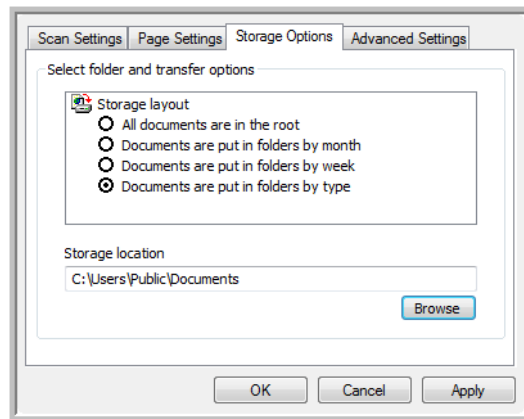 Scan Settings Page Settings Storage Options Advanced Settings
Select folder and transfer options
Storage layout
All documents are in the root
Documents are put in folders by month
Documents are put in folders by week
Documents are put in folders by type
Storage location
C:\Users\Public\Documents
Browse
OK Cancel Apply